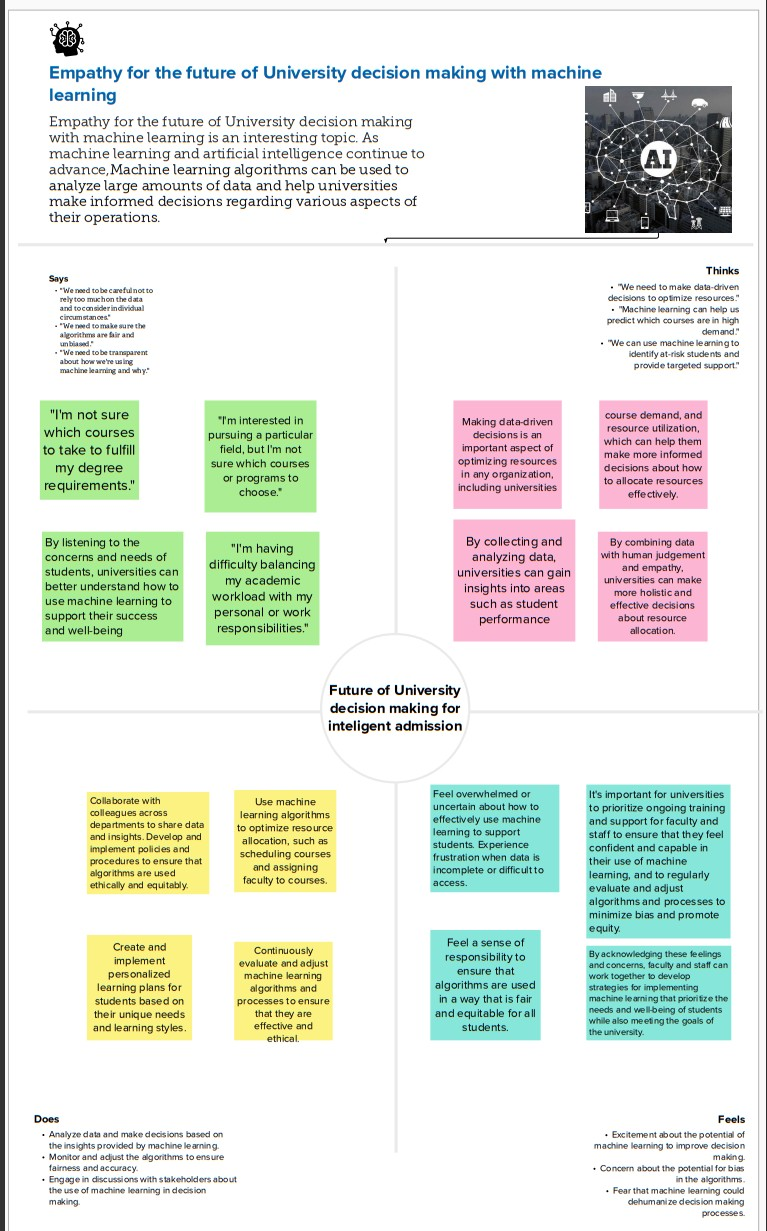 Empathy for the future of University decision making with machine
learning
Empathy for the future of University decision making
with machine learning is an interesting topic. As
machine learning and artificial intelligence continue to
advance,Machine learning algorithms can be used to
analyze large amounts of data and help universities
make informed decisions regarding various aspects of
their operations.
AI
Says
• "We need to be careful not to
rely too much on the data
and to consider individual
circumstances."
• "We need to make sure the
algorithms are fair and
unbiased."
• "We need to be transparent
about how we're using
machine learning and why."
Thinks
• "We need to make data-driven
decisions to optimize resources."
• "Machine learning can help us
predict which courses are in high
demand."
• "We can use machine learning to
identify at-risk students and
provide targeted support."
"I'm not sure
which courses
to take to fulfill
my degree
requirements."
"I'm interested in
pursuing a particular
field, but I'm not
sure which courses
or programs to
choose."
By listening to the
concerns and needs of
students, universities can
better understand how to
use machine learning to
support their success
and well-being
"I'm having
difficulty balancing
my academic
workload with my
personal or work
responsibilities."
Making data-driven
decisions is an
important aspect of
optimizing resources
in any organization,
including universities
course demand, and
resource utilization,
which can help them
make more informed
decisions about how
to allocate resources
effectively.
By collecting and
analyzing data,
universities can gain
insights into areas
such as student
performance
By combining data
with human judgement
and empathy,
universities can make
more holistic and
effective decisions
about resource
allocation.
Future of University
decision making for
inteligent admission
Collaborate with
colleagues across
departments to share data
and insights. Develop and
implement policies and
procedures to ensure that
algorithms are used
ethically and equitably.
Use machine
learning algorithms
to optimize resource
allocation, such as
scheduling courses
and assigning
faculty to courses.
Create and
implement
personalized
learning plans for
students based on
their unique needs
and learning styles.
Continuously
evaluate and adjust
machine learning
algorithms and
processes to ensure
that they are
effective and
ethical.
Feel overwhelmed or
uncertain about how to
effectively use machine
learning to support
students. Experience
frustration when data is
incomplete or difficult to
access.
It's important for universities
to prioritize ongoing training
and support for faculty and
staff to ensure that they feel
confident and capable in
their use of machine
learning, and to regularly
evaluate and adjust
algorithms and processes to
minimize bias and promote
equity.
Feel a sense of
responsibility to
ensure that
algorithms are used
in a way that is fair
and equitable for all
students.
By acknowledging these feelings
and concerns, faculty and staff can
work together to develop
strategies for implementing
machine learning that prioritize the
needs and well-being of students
while also meeting the goals of
the university.
Does
• Analyze data and make decisions based on
the insights provided by machine learning.
• Monitor and adjust the algorithms to ensure
fairness and accuracy.
• Engage in discussions with stakeholders about
the use of machine learning in decision
making.
Feels
• Excitement about the potential of
machine learning to improve decision
making.
• Concern about the potential for bias
in the algorithms.
• Fear that machine learning could
dehumanize decision making
processes.